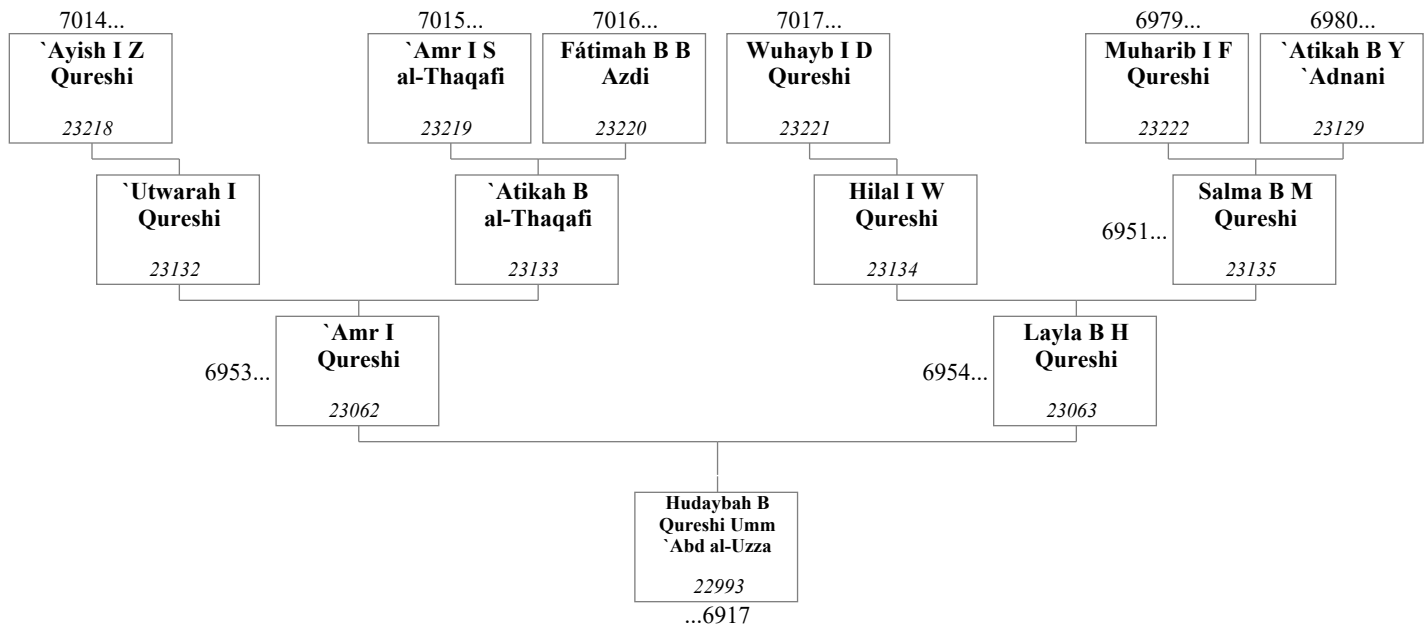 7014...
7015...
7016...
7017...
6979...
6980...
`Ayish I Z
Qureshi
23218
`Amr I S
al-Thaqafi
23219
Fátimah B B
Azdi
23220
Wuhayb I D
Qureshi
23221
Muharib I F
Qureshi
23222
`Atikah B Y
`Adnani
23129
`Utwarah I
Qureshi
23132
`Atikah B
al-Thaqafi
23133
Hilal I W
Qureshi
23134
6951...
Salma B M
Qureshi
23135
6953...
`Amr I
Qureshi
23062
6954...
Layla B H
Qureshi
23063
Hudaybah B
Qureshi Umm
`Abd al-Uzza
22993
...6917